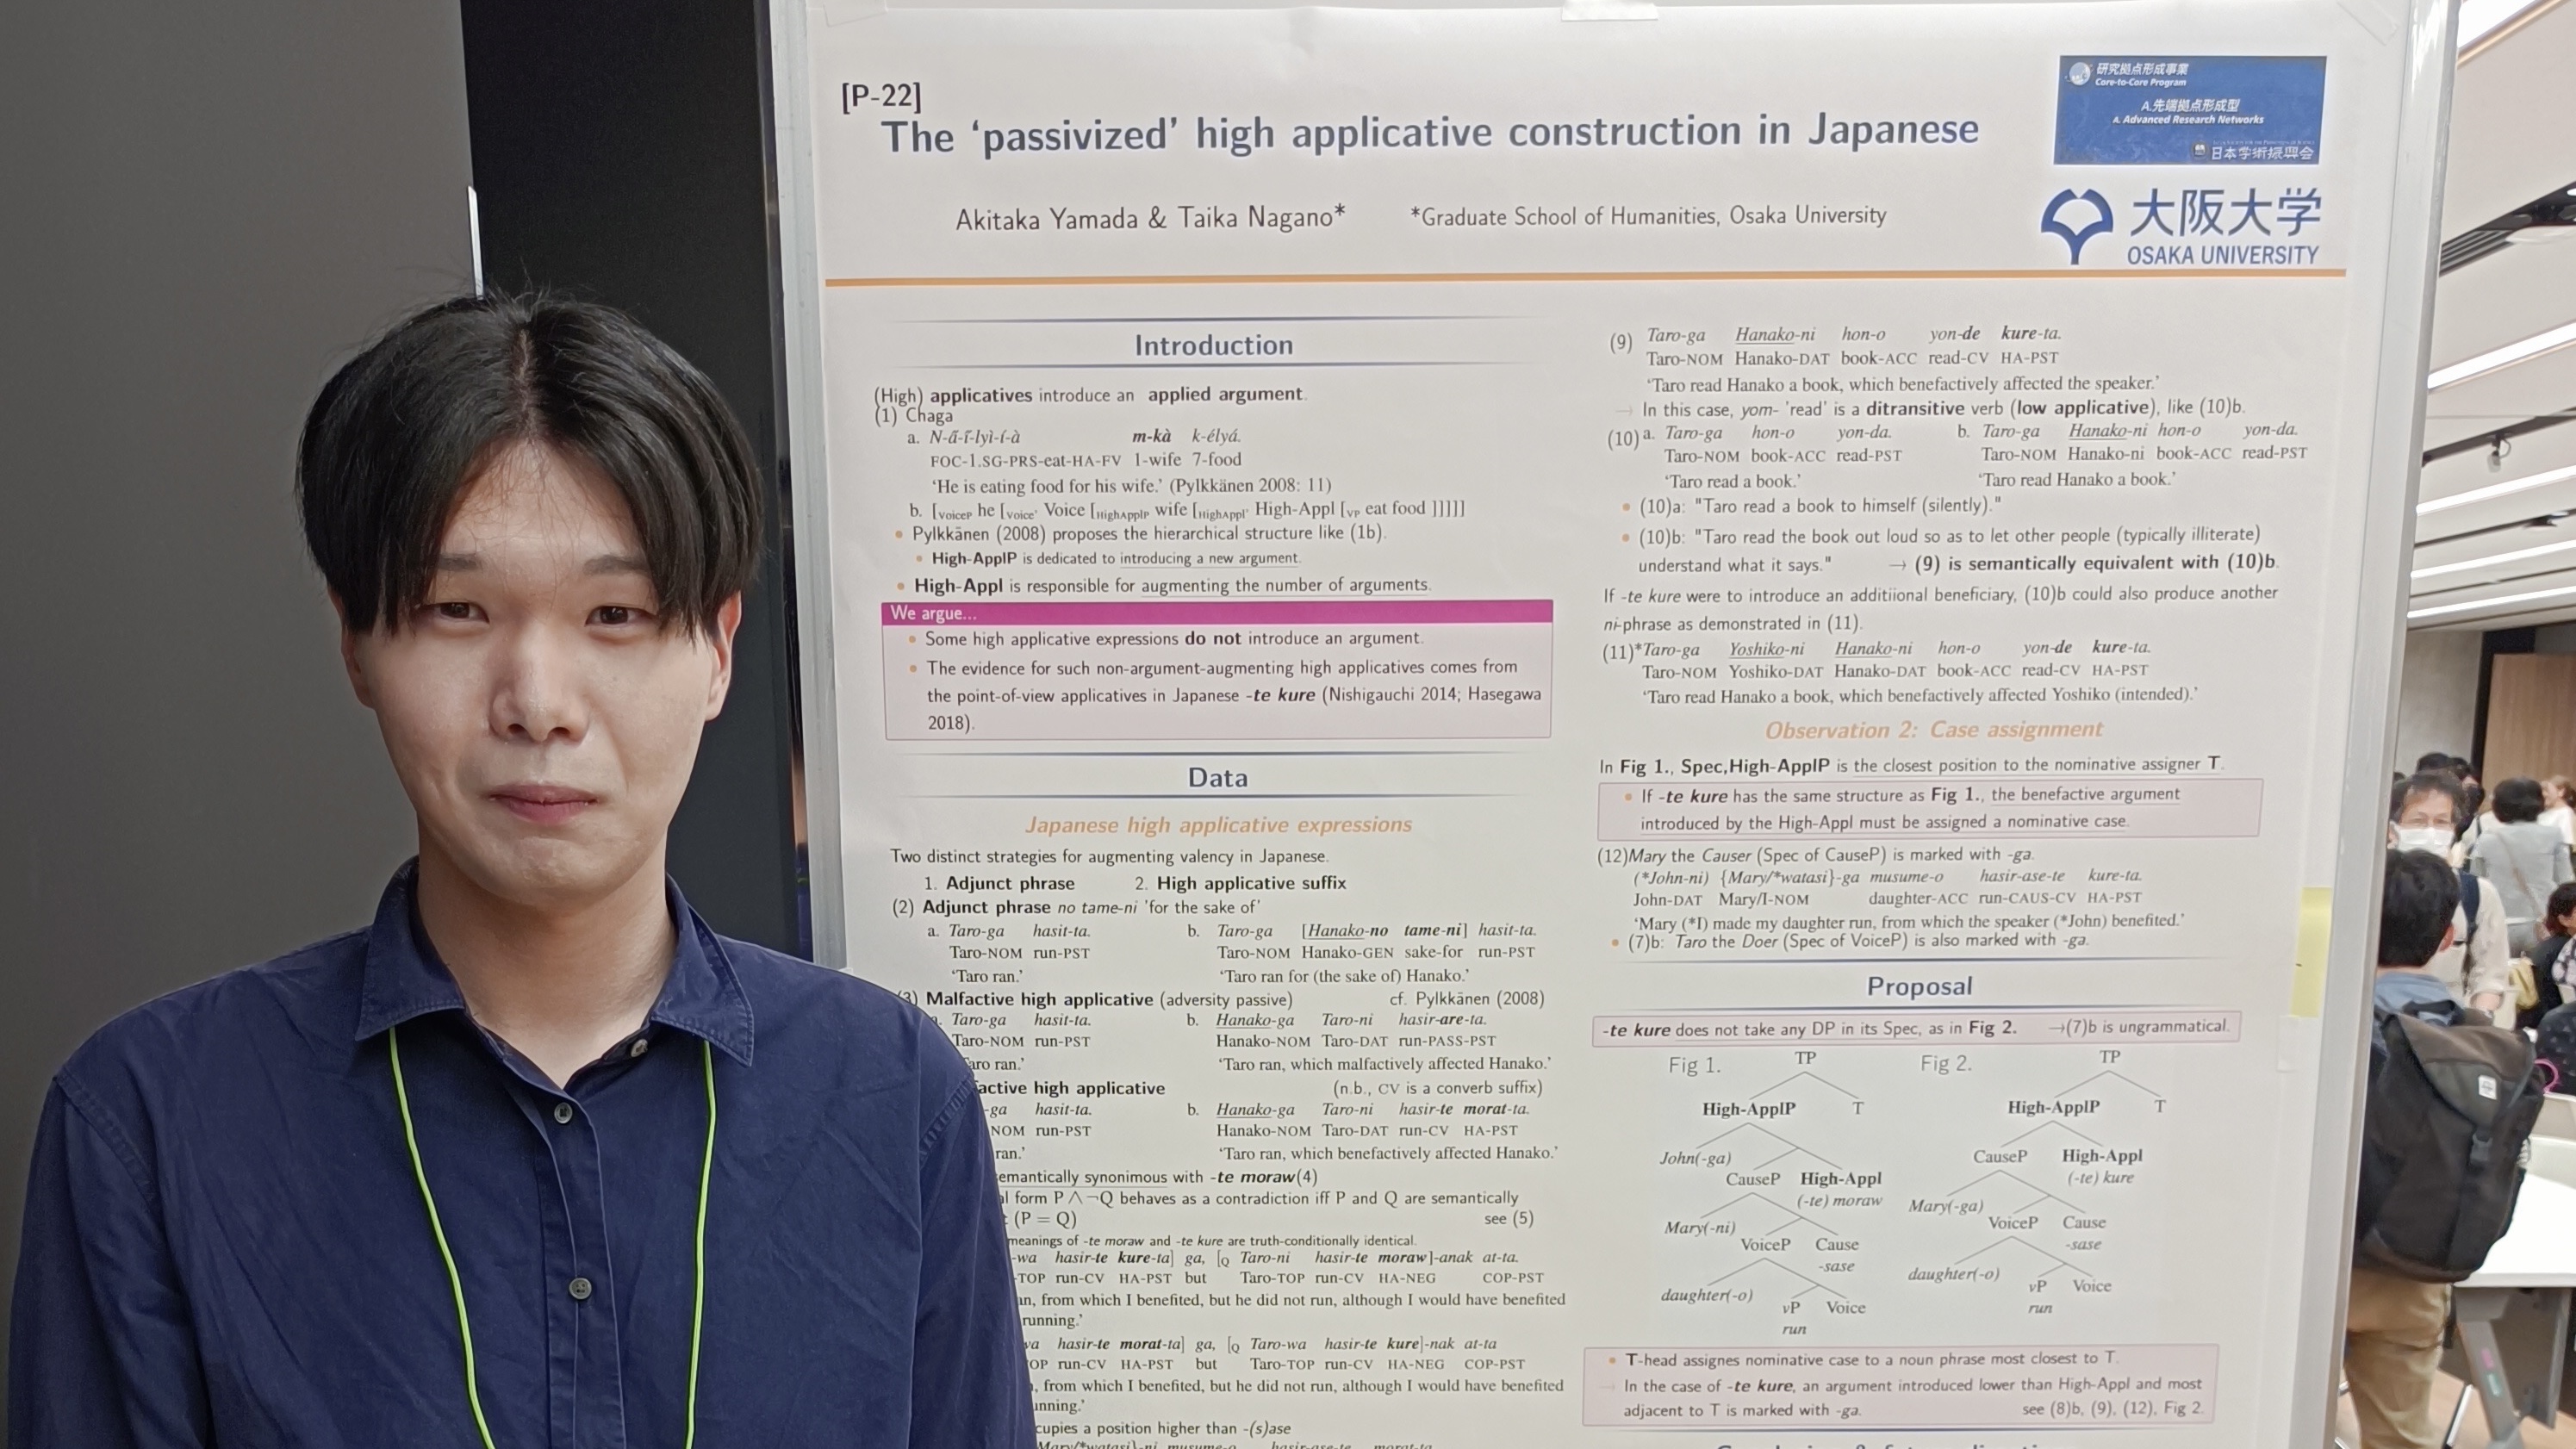 [P-22]
The ‘passivized’ high applicative construction in Japanese
Akitaka Yamada & Taika Nagano* *Graduate School of Humanities, Osaka University
研究拠点形成事業
Core-to-Core Program
A.先端拠点形成型
A. Advanced Research Networks
日本学術振興会
大阪大学
OSAKA UNIVERSITY
Introduction
(High) applicatives introduce an applied argument.
(1) Chaga
a. N-ã-ĩ-lyì-í-à m-kà k-élyá.
FOC-1.SG-PRS-eat-HA-FV 1-wife 7-food
‘He is eating food for his wife.’ (Pylkkänen 2008: 11)
b. [VoiceP he [Voice' Voice [HighApplP wife [HighAppl' High-Appl [VP eat food ]]]]]
• Pylkkänen (2008) proposes the hierarchical structure like (1b).
• High-ApplP is dedicated to introducing a new argument.
• High-Appl is responsible for augmenting the number of arguments.
We argue...
• Some high applicative expressions do not introduce an argument.
• The evidence for such non-argument-augmenting high applicatives comes from
the point-of-view applicatives in Japanese -te kure (Nishigauchi 2014; Hasegawa
2018).
Data
Japanese high applicative expressions
Two distinct strategies for augmenting valency in Japanese.
1. Adjunct phrase 2. High applicative suffix
(2) Adjunct phrase no tame-ni ‘for the sake of’
a. Taro-ga hasit-ta. b. Taro-ga [Hanako-no tame-ni] hasit-ta.
Taro-NOM run-PST Taro-NOM Hanako-GEN sake-for run-PST
‘Taro ran.’ ‘Taro ran for (the sake of) Hanako.’
(3) Malfactive high applicative (adversity passive) cf. Pylkkänen (2008)
a. Taro-ga hasit-ta. b. Hanako-ga Taro-ni hasir-are-ta.
Taro-NOM run-PST Hanako-NOM Taro-DAT run-PASS-PST
aro ran.’ ‘Taro ran, which malfactively affected Hanako.’
active high applicative (n.b., CV is a converb suffix)
-ga hasit-ta. b. Hanako-ga Taro-ni hasir-te morat-ta.
NOM run-PST Hanako-NOM Taro-DAT run-CV HA-PST
ran.’ ‘Taro ran, which benefactively affected Hanako.’
emantically synonimous with -te moraw(4)
l form P∧¬Q behaves as a contradiction iff P and Q are semantically
(P = Q) see (5)
meanings of -te moraw and -te kure are truth-conditionally identical.
-wa hasir-te kure-ta] ga, [Q Taro-ni hasir-te moraw]-anak at-ta.
-TOP run-CV HA-PST but Taro-TOP run-CV HA-NEG COP-PST
an, from which I benefited, but he did not run, although I would have benefited
running.’
wa hasir-te morat-ta] ga, [Q Taro-wa hasir-te kure]-nak at-ta
OP run-CV HA-PST but Taro-TOP run-CV HA-NEG COP-PST
, from which I benefited, but he did not run, although I would have benefited
unning.’
cupies a position higher than -(s)ase
(9) Taro-ga Hanako-ni hon-o yon-de kure-ta.
Taro-NOM Hanako-DAT book-ACC read-CV HA-PST
‘Taro read Hanako a book, which benefactively affected the speaker.’
→ In this case, yom- ‘read’ is a ditransitive verb (low applicative), like (10)b.
(10) a. Taro-ga hon-o yon-da. b. Taro-ga Hanako-ni hon-o yon-da.
Taro-NOM book-ACC read-PST Taro-NOM Hanako-ni book-ACC read-PST
‘Taro read a book.’ ‘Taro read Hanako a book.’
• (10)a: "Taro read a book to himself (silently)."
• (10)b: "Taro read the book out loud so as to let other people (typically illiterate)
understand what it says." → (9) is semantically equivalent with (10)b.
If -te kure were to introduce an additiional beneficiary, (10)b could also produce another
ni-phrase as demonstrated in (11).
(11)*Taro-ga Yoshiko-ni Hanako-ni hon-o yon-de kure-ta.
Taro-NOM Yoshiko-DAT Hanako-DAT book-ACC read-CV HA-PST
‘Taro read Hanako a book, which benefactively affected Yoshiko (intended).’
Observation 2: Case assignment
In Fig 1., Spec,High-ApplP is the closest position to the nominative assigner T.
• If -te kure has the same structure as Fig 1., the benefactive argument
introduced by the High-Appl must be assigned a nominative case.
(12)Mary the Causer (Spec of CauseP) is marked with -ga.
(*John-ni) {Mary/*watasi}-ga musume-o hasir-ase-te kure-ta.
John-DAT Mary/I-NOM daughter-ACC run-CAUS-CV HA-PST
‘Mary (*I) made my daughter run, from which the speaker (*John) benefited.’
• (7)b: Taro the Doer (Spec of VoiceP) is also marked with -ga.
Proposal
-te kure does not take any DP in its Spec, as in Fig 2. →(7)b is ungrammatical.
Fig 1.
TP
High-ApplP T
John(-ga)
CauseP High-Appl
(-te) moraw
Mary(-ni)
VoiceP Cause
-sase
daughter(-o)
vP Voice
run
Fig 2.
TP
High-ApplP T
CauseP High-Appl
(-te) kure
Mary(-ga)
VoiceP Cause
-sase
daughter(-o)
vP Voice
run
• T-head assignes nominative case to a noun phrase most closest to T.
→ In the case of -te kure, an argument introduced lower than High-Appl and most
adjacent to T is marked with -ga. see (8)b, (9), (12), Fig 2.